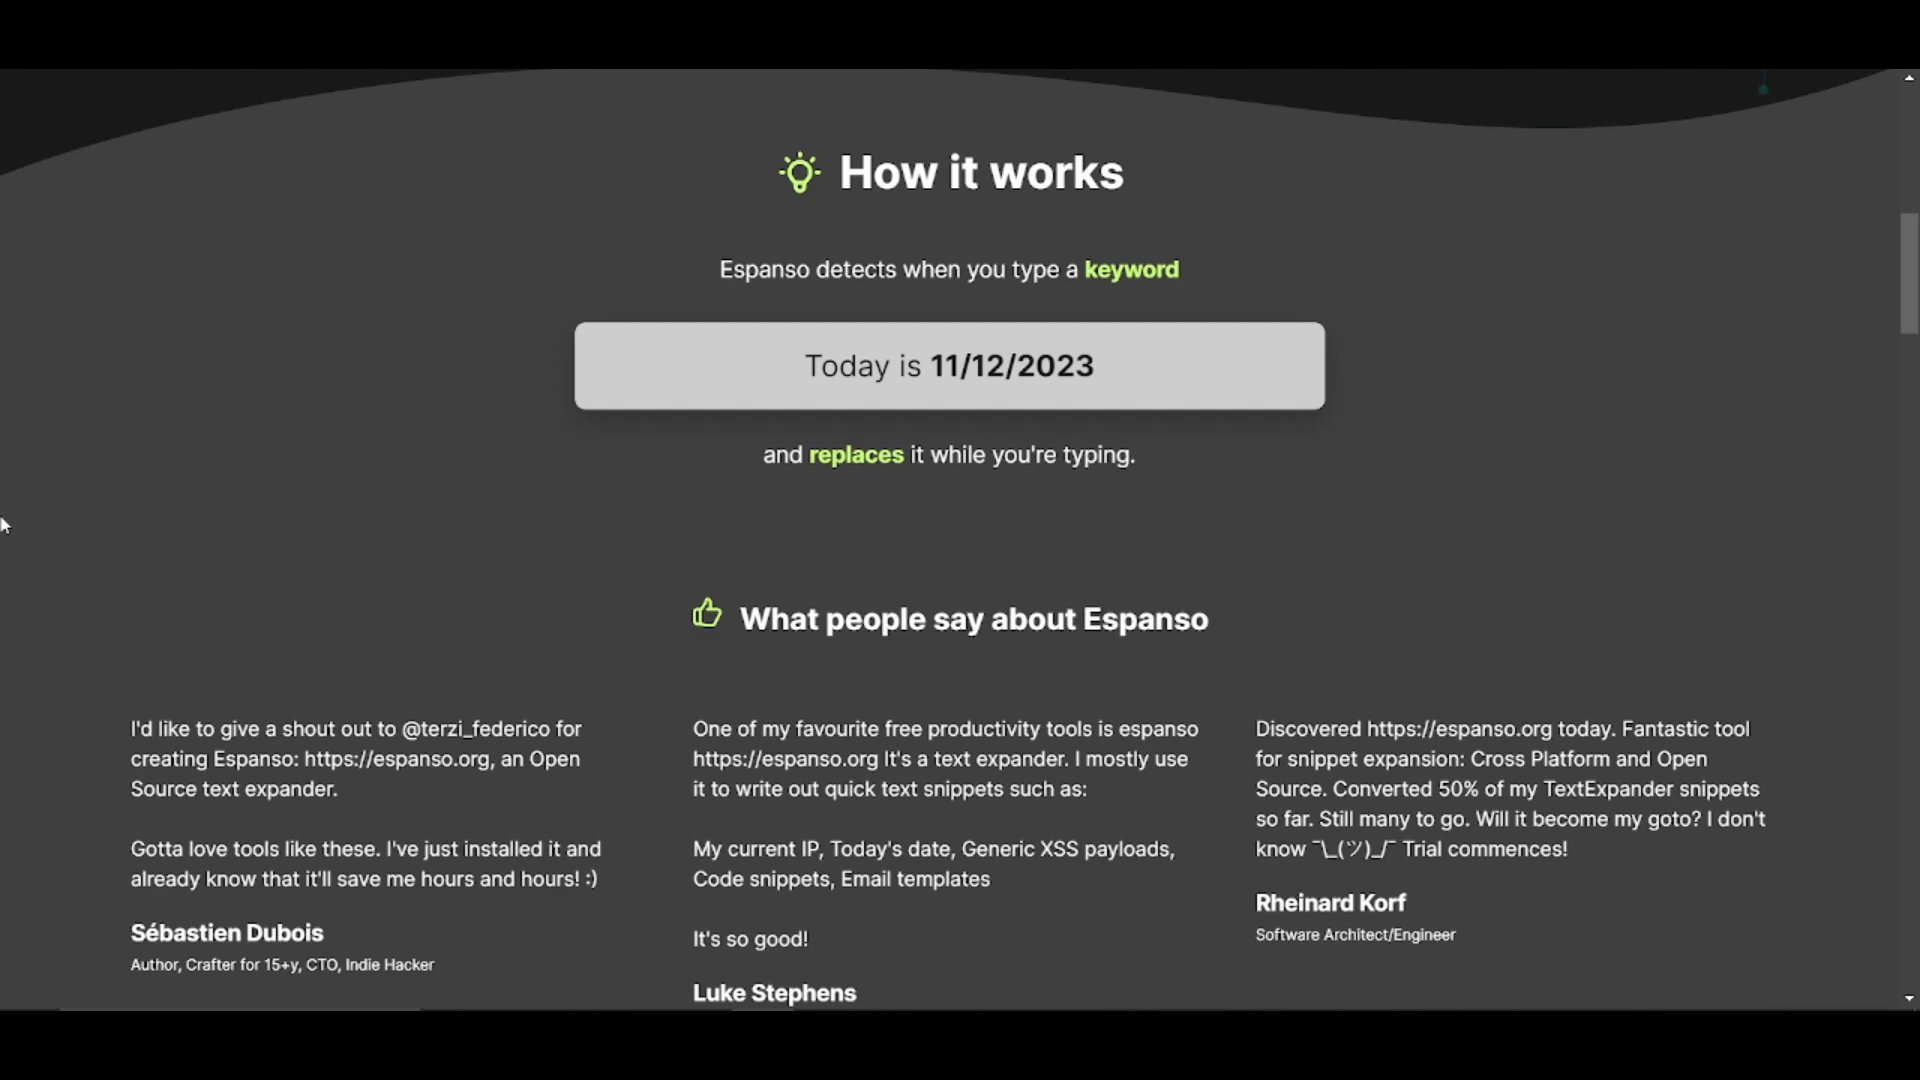 How it works
Espanso detects when you type a keyword
Today is 11/12/2023
and replaces it while you're typing.
What people say about Espanso
I'd like to give a shout out to @terzi_federico for
creating Espanso: https://espanso.org, an Open
Source text expander.
Gotta love tools like these. I've just installed it and
already know that it'll save me hours and hours! :)
Sébastien Dubois
Author, Crafter for 15+y, CTO, Indie Hacker
One of my favourite free productivity tools is espanso
https://espanso.org It's a text expander. I mostly use
it to write out quick text snippets such as:
My current IP, Today's date, Generic XSS payloads,
Code snippets, Email templates
It's so good!
Luke Stephens
Discovered https://espanso.org today. Fantastic tool
for snippet expansion: Cross Platform and Open
Source. Converted 50% of my TextExpander snippets
so far. Still many to go. Will it become my goto? I don't
know ¯\_(ツ)_/¯ Trial commences!
Rheinard Korf
Software Architect/Engineer